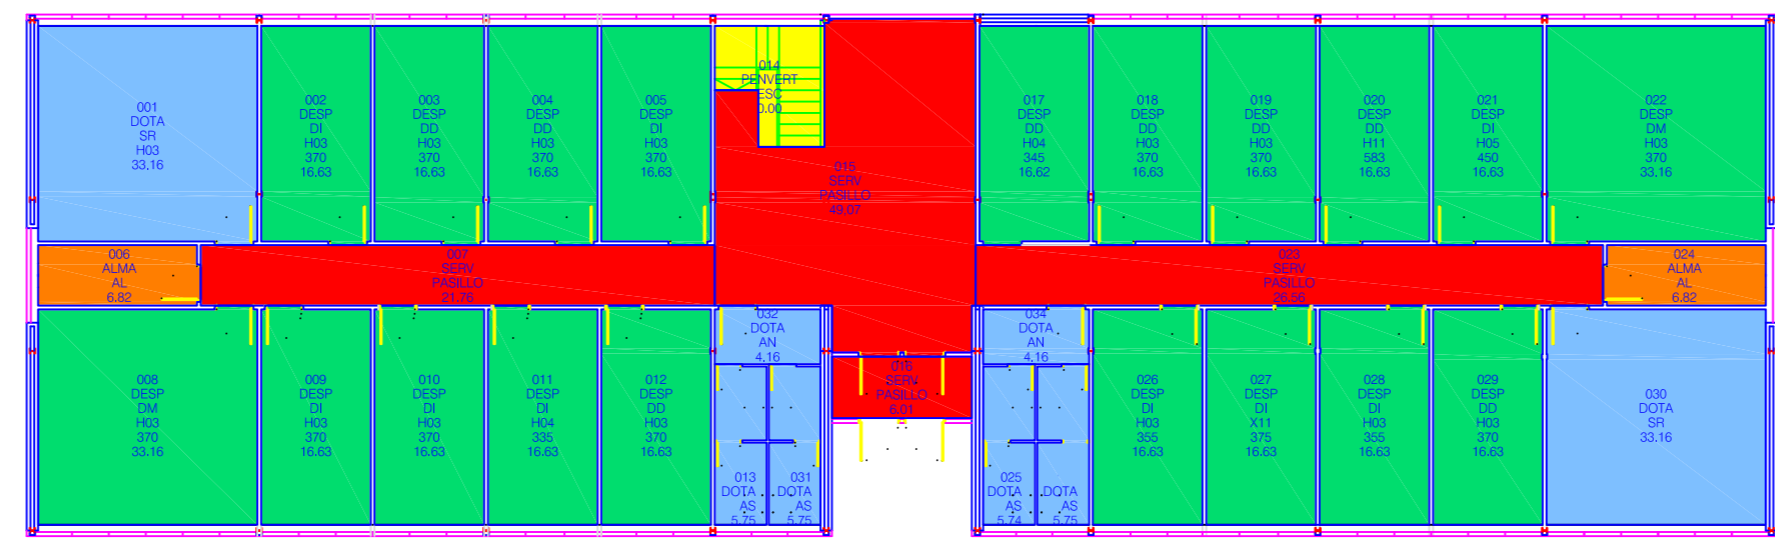 001
DOTA
SR
H03
33.16
002
DESP
DI
H03
370
16.63
003
DESP
DD
H03
370
16.63
004
DESP
DD
H03
370
16.63
005
DESP
DI
H03
370
16.63
014
PENVERT
ESC
0.00
015
SERV
PASILLO
49.07
017
DESP
DD
H04
345
16.62
018
DESP
DD
H03
370
16.63
019
DESP
DD
H03
370
16.63
020
DESP
DD
H11
583
16.63
021
DESP
DI
H05
450
16.63
022
DESP
DM
H03
370
33.16
006
ALMA
AL
6.82
007
SERV
PASILLO
21.76
023
SERV
PASILLO
26.56
024
ALMA
AL
6.82
008
DESP
DM
H03
370
33.16
009
DESP
DI
H03
370
16.63
010
DESP
DI
H03
370
16.63
011
DESP
DI
H04
335
16.63
012
DESP
DD
H03
370
16.63
032
DOTA
AN
4.16
013
DOTA
AS
5.75
031
DOTA
AS
5.75
016
SERV
PASILLO
6.01
034
DOTA
AN
4.16
025
DOTA
AS
5.74
DOTA
AS
5.75
026
DESP
DI
H03
355
16.63
027
DESP
DI
X11
375
16.63
028
DESP
DI
H03
355
16.63
029
DESP
DD
H03
370
16.63
030
DOTA
SR
33.16